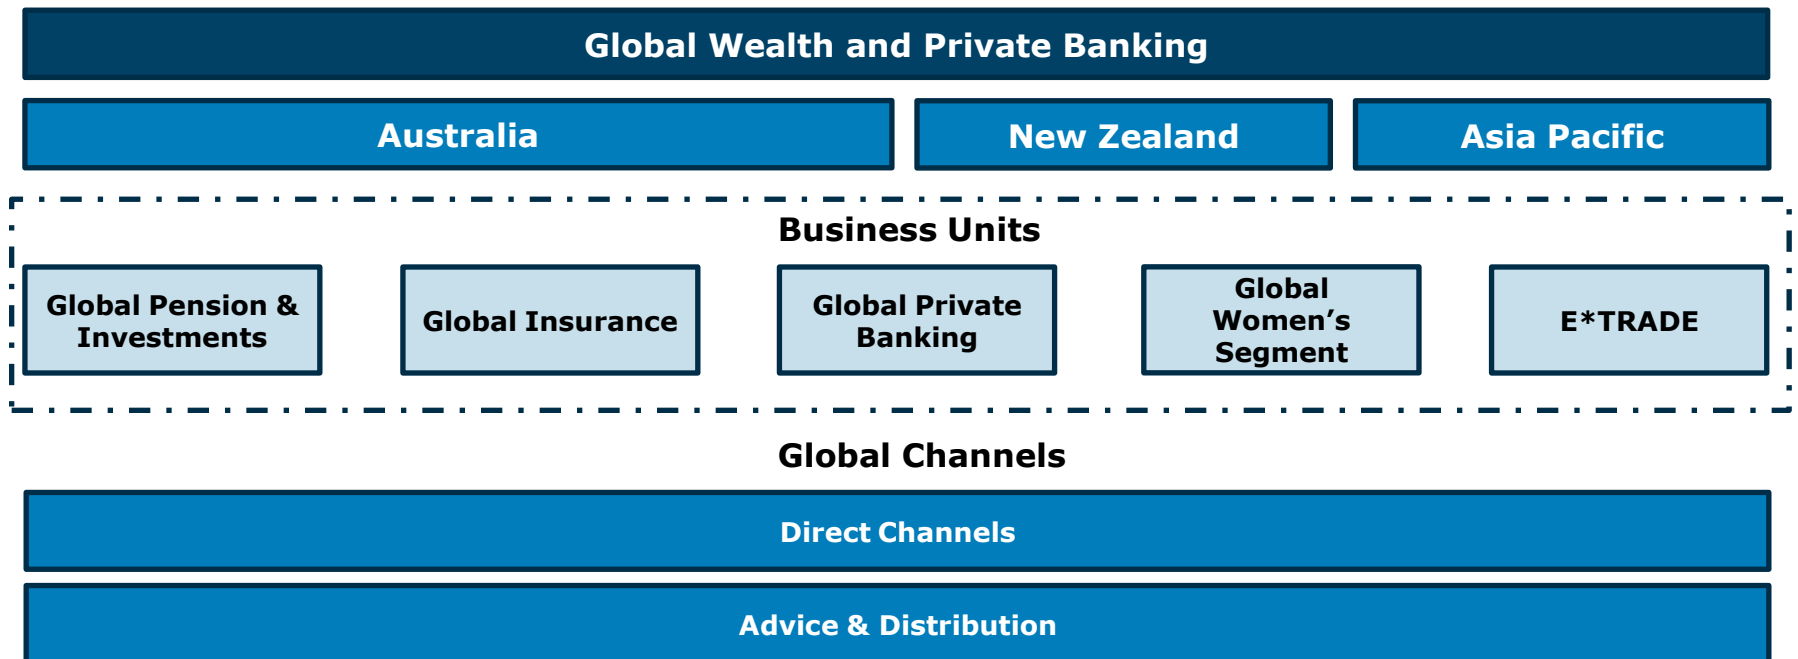 Global Wealth and Private Banking
Australia
New Zealand
Asia Pacific
Business Units
Global Pension &
Investments
Global Insurance
Global Private
Banking
Global
Women’s
Segment
E*TRADE
Global Channels
Direct Channels
Advice & Distribution